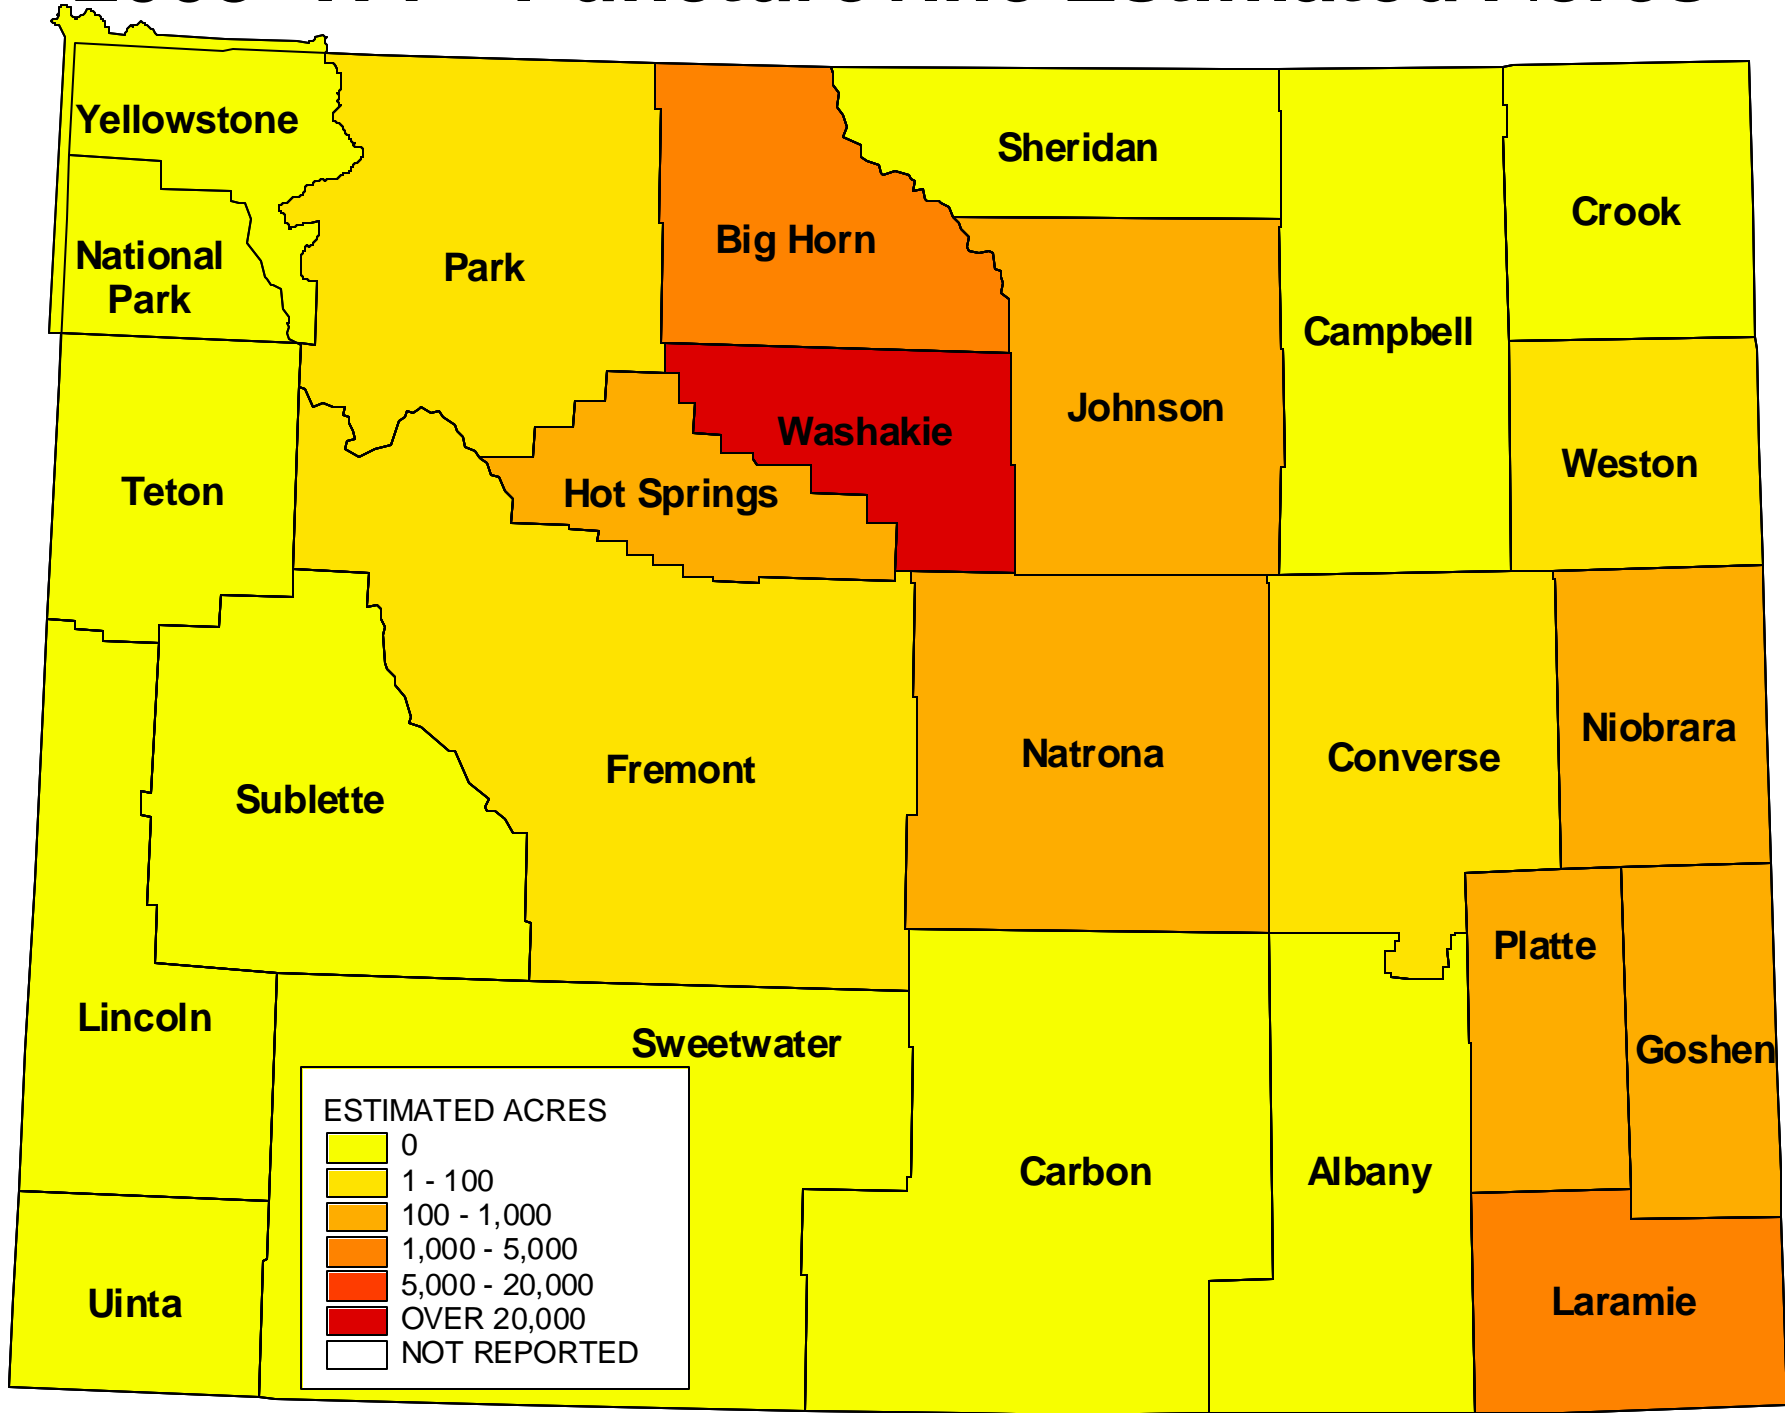 Estimated Acres
Yellowstone
National
Park
Park
Big Horn
Sheridan
Campbell
Crook
Johnson
Washakie
Hot Springs
Weston
Teton
Fremont
Natrona
Converse
Niobrara
Sublette
Platte
Goshen
Lincoln
Sweetwater
Carbon
Albany
Laramie
Uinta
ESTIMATED ACRES
0
1 - 100
100 - 1,000
1,000 - 5,000
5,000 - 20,000
OVER 20,000
NOT REPORTED